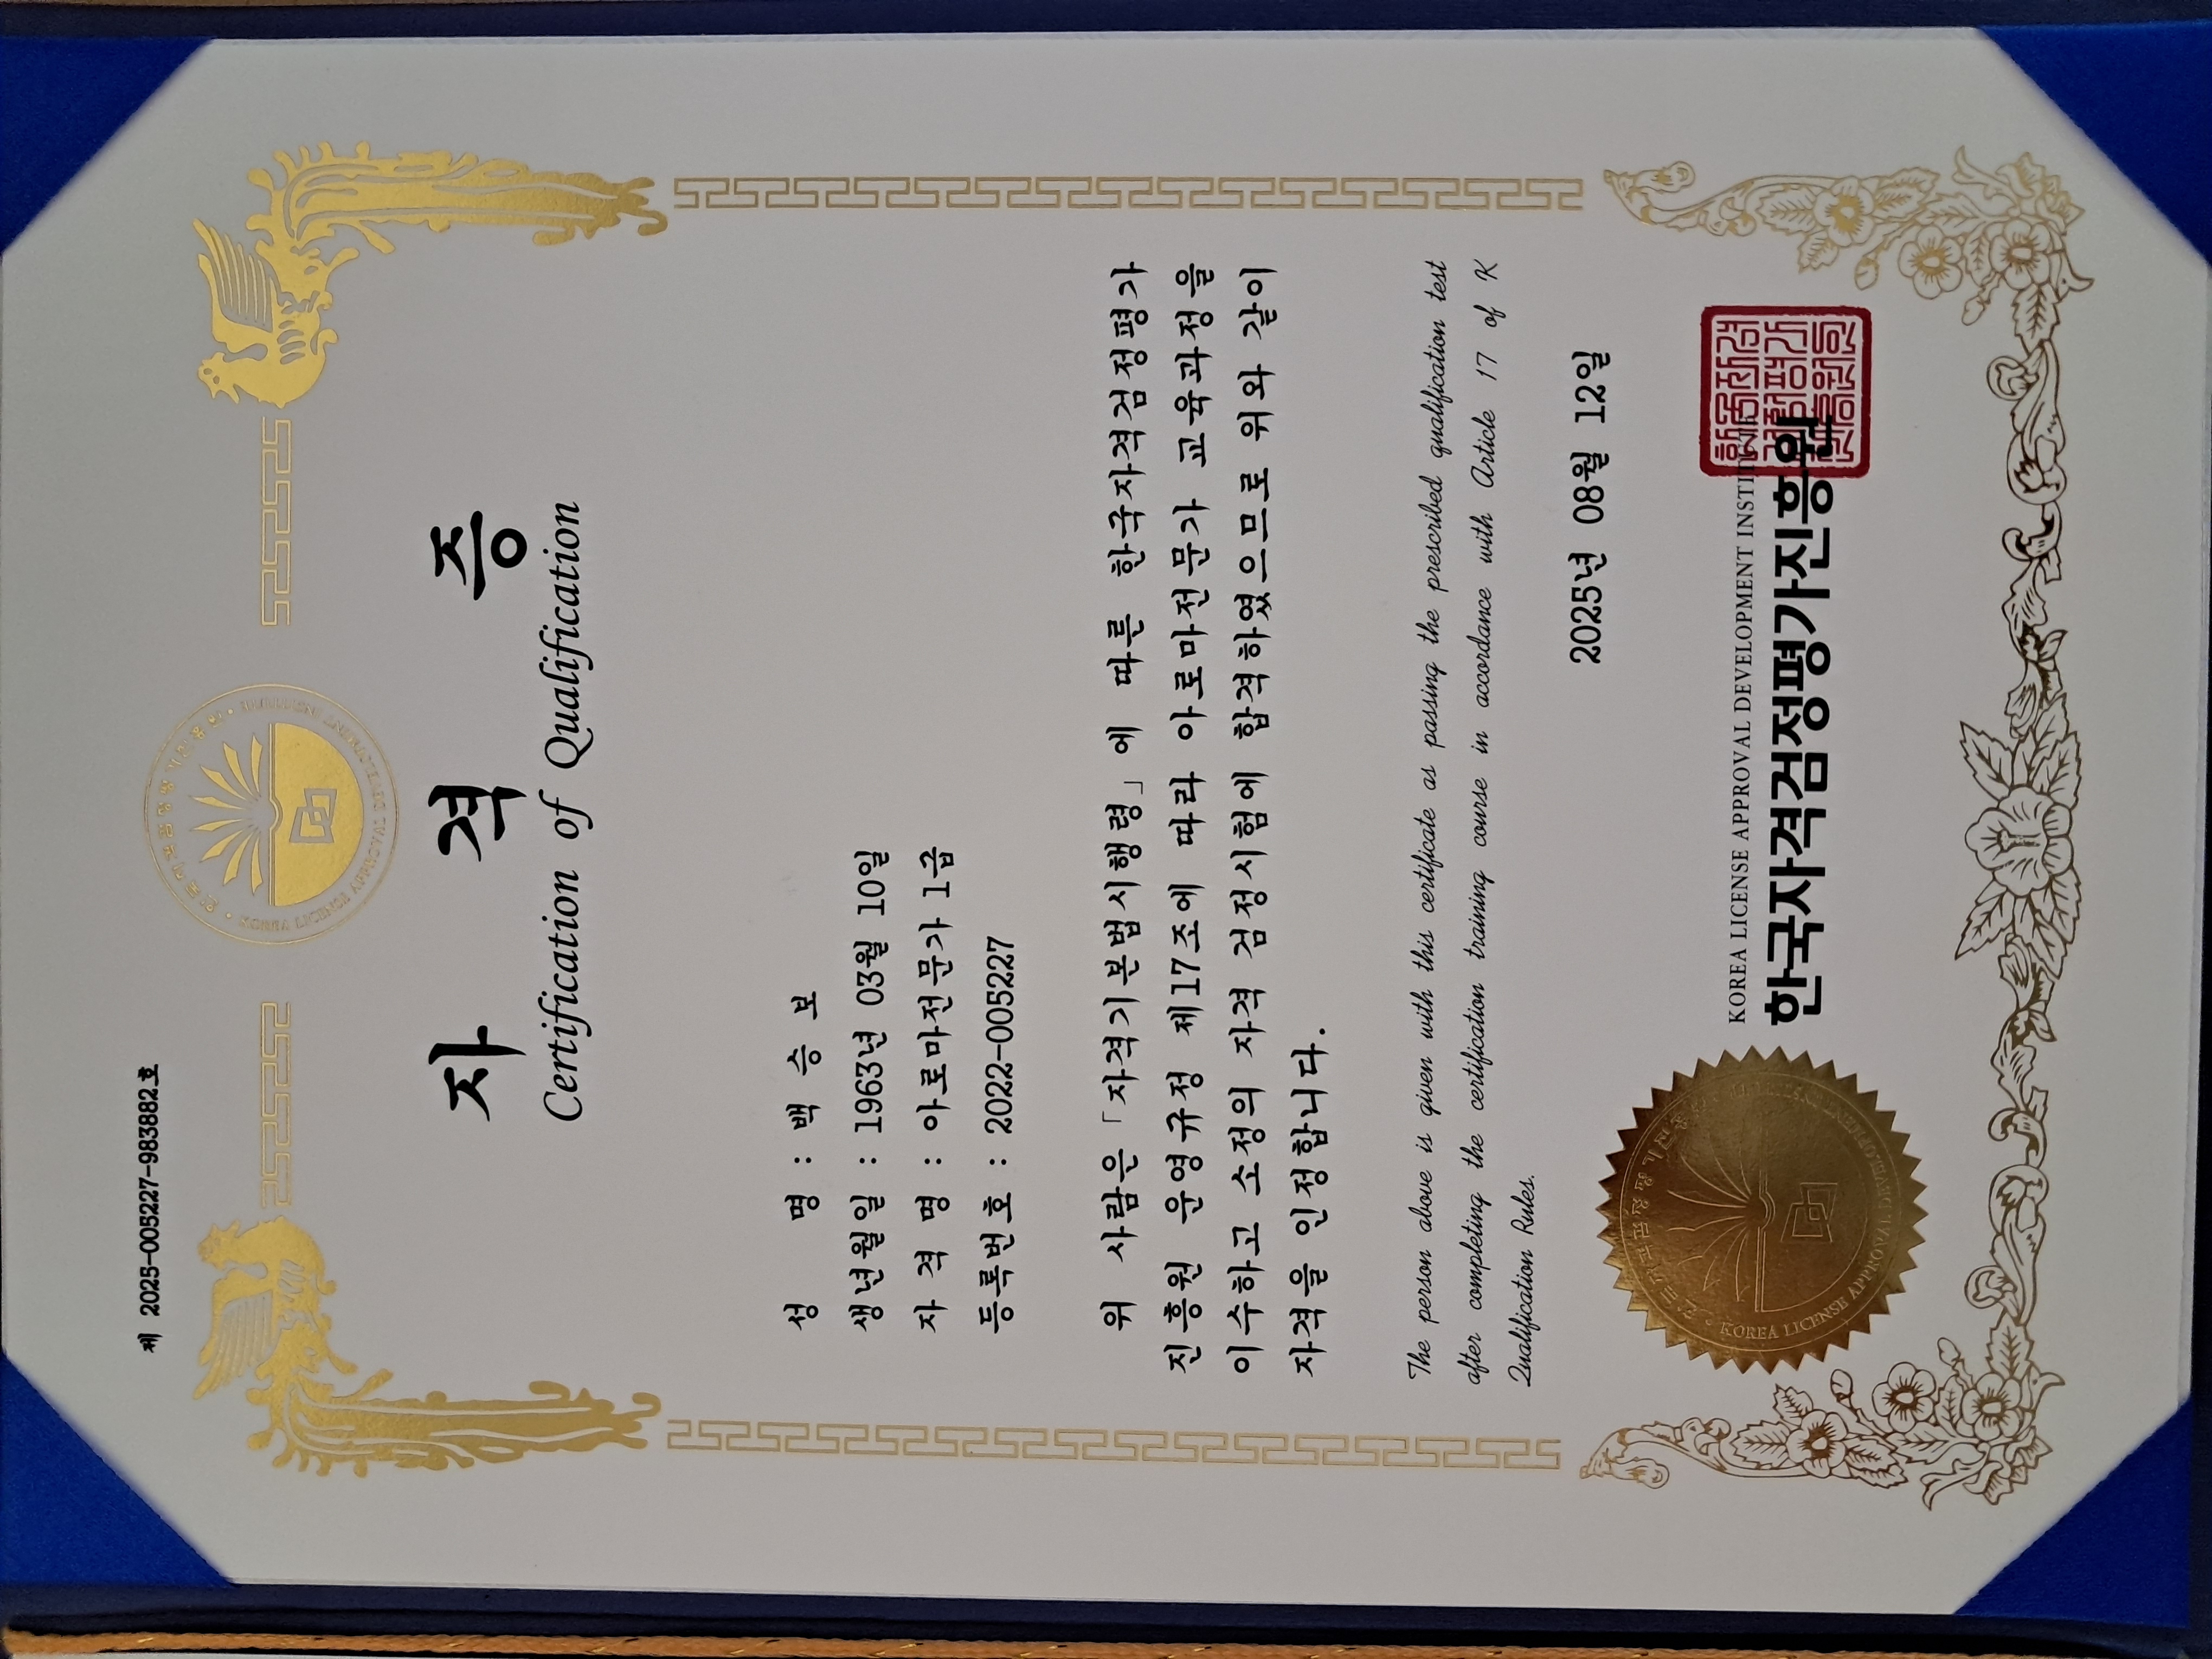 제 2025-005227-983882호
자 격 증
Certification of Qualification
성 명 : 백 승 보
생년월일 : 1963년 03월 10일
자 격 명 : 아로마전문가 1급
등록번호 : 2022-005227
위 사람은 「자격기본법시행령」에 따른 한국자격검정평가
진흥원 운영규정 제17조에 따라 아로마전문가 교육과정을
이수하고 소정의 자격 검정시험에 합격하였으므로 위와 같이
자격을 인정합니다.
The person above is given with this certificate as passing the prescribed qualification test
after completing the certification training course in accordance with Article 17 of K
Qualification Rules.
2025년 08월 12일
KOREA LICENSE APPROVAL DEVELOPMENT INSTITUTE
한국자격검정평가진흥원
KOREA LICENSE APPROVAL DEVELOPMENT INSTITUTE